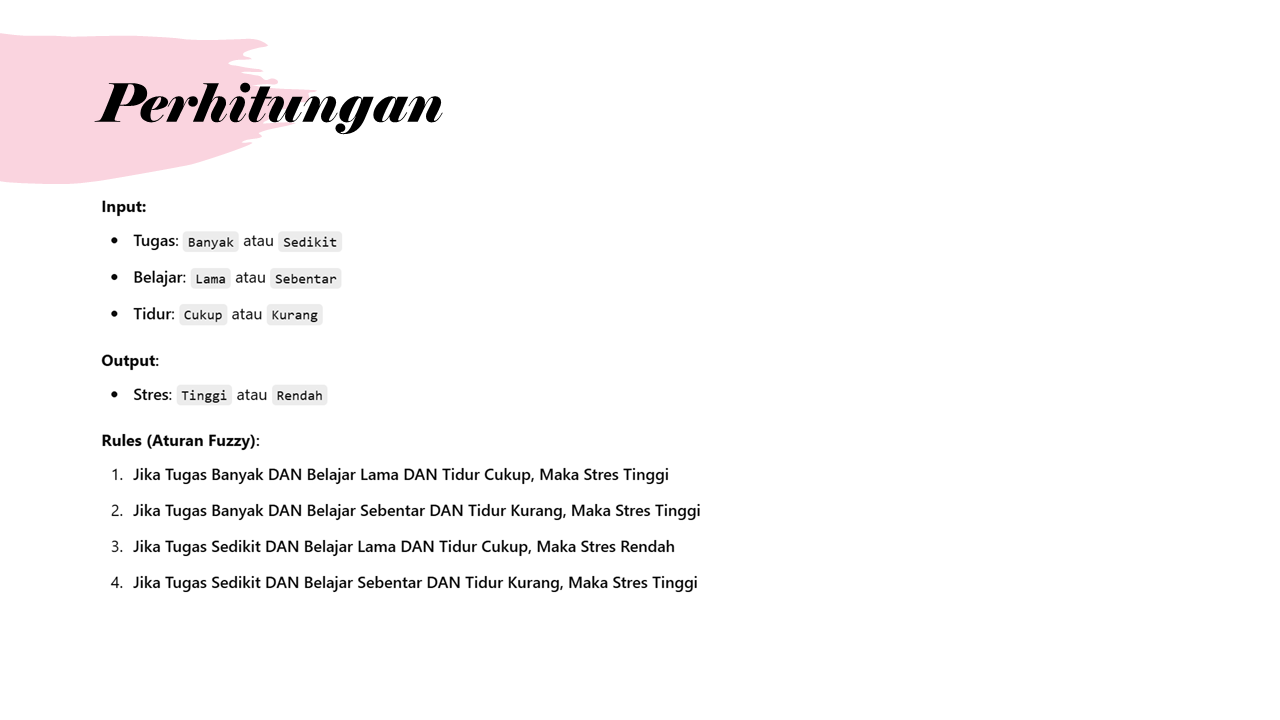 Perhitungan
Input:
• Tugas: Banyak atau Sedikit
• Belajar: Lama atau Sebentar
• Tidur: Cukup atau Kurang
Output:
• Stres: Tinggi atau Rendah
Rules (Aturan Fuzzy):
1. Jika Tugas Banyak DAN Belajar Lama DAN Tidur Cukup, Maka Stres Tinggi
2. Jika Tugas Banyak DAN Belajar Sebentar DAN Tidur Kurang, Maka Stres Tinggi
3. Jika Tugas Sedikit DAN Belajar Lama DAN Tidur Cukup, Maka Stres Rendah
4. Jika Tugas Sedikit DAN Belajar Sebentar DAN Tidur Kurang, Maka Stres Tinggi